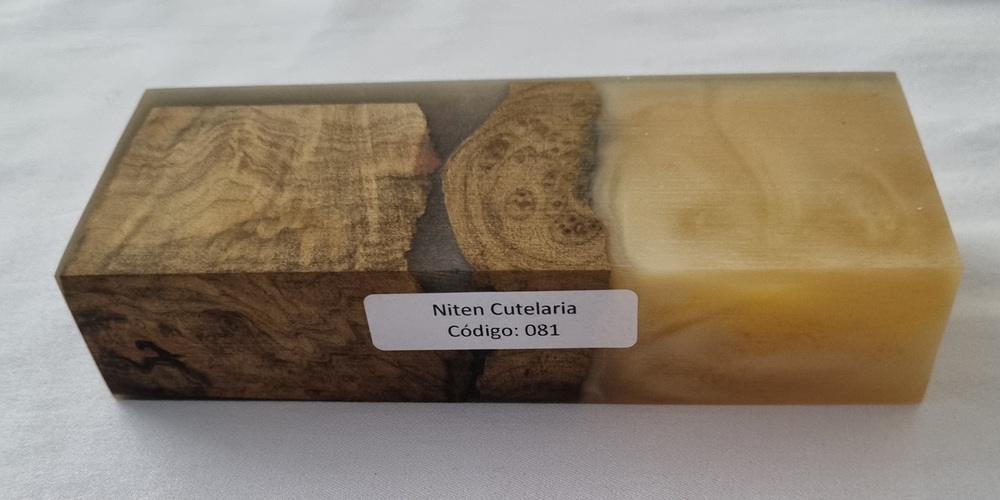 Niten Cutelaria
Código: 081